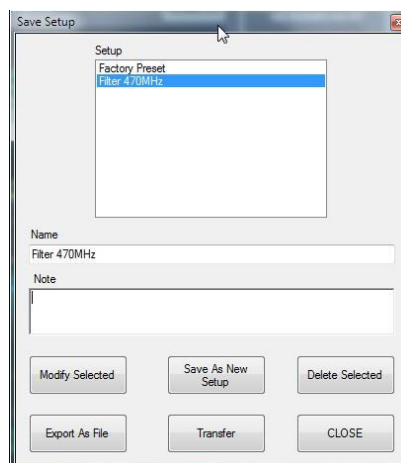 Save Setup
Setup
Factory Preset
Filter 470MHz
Name
Filter 470MHz
Note
Modify Selected
Save As New
Setup
Delete Selected
Export As File
Transfer
CLOSE